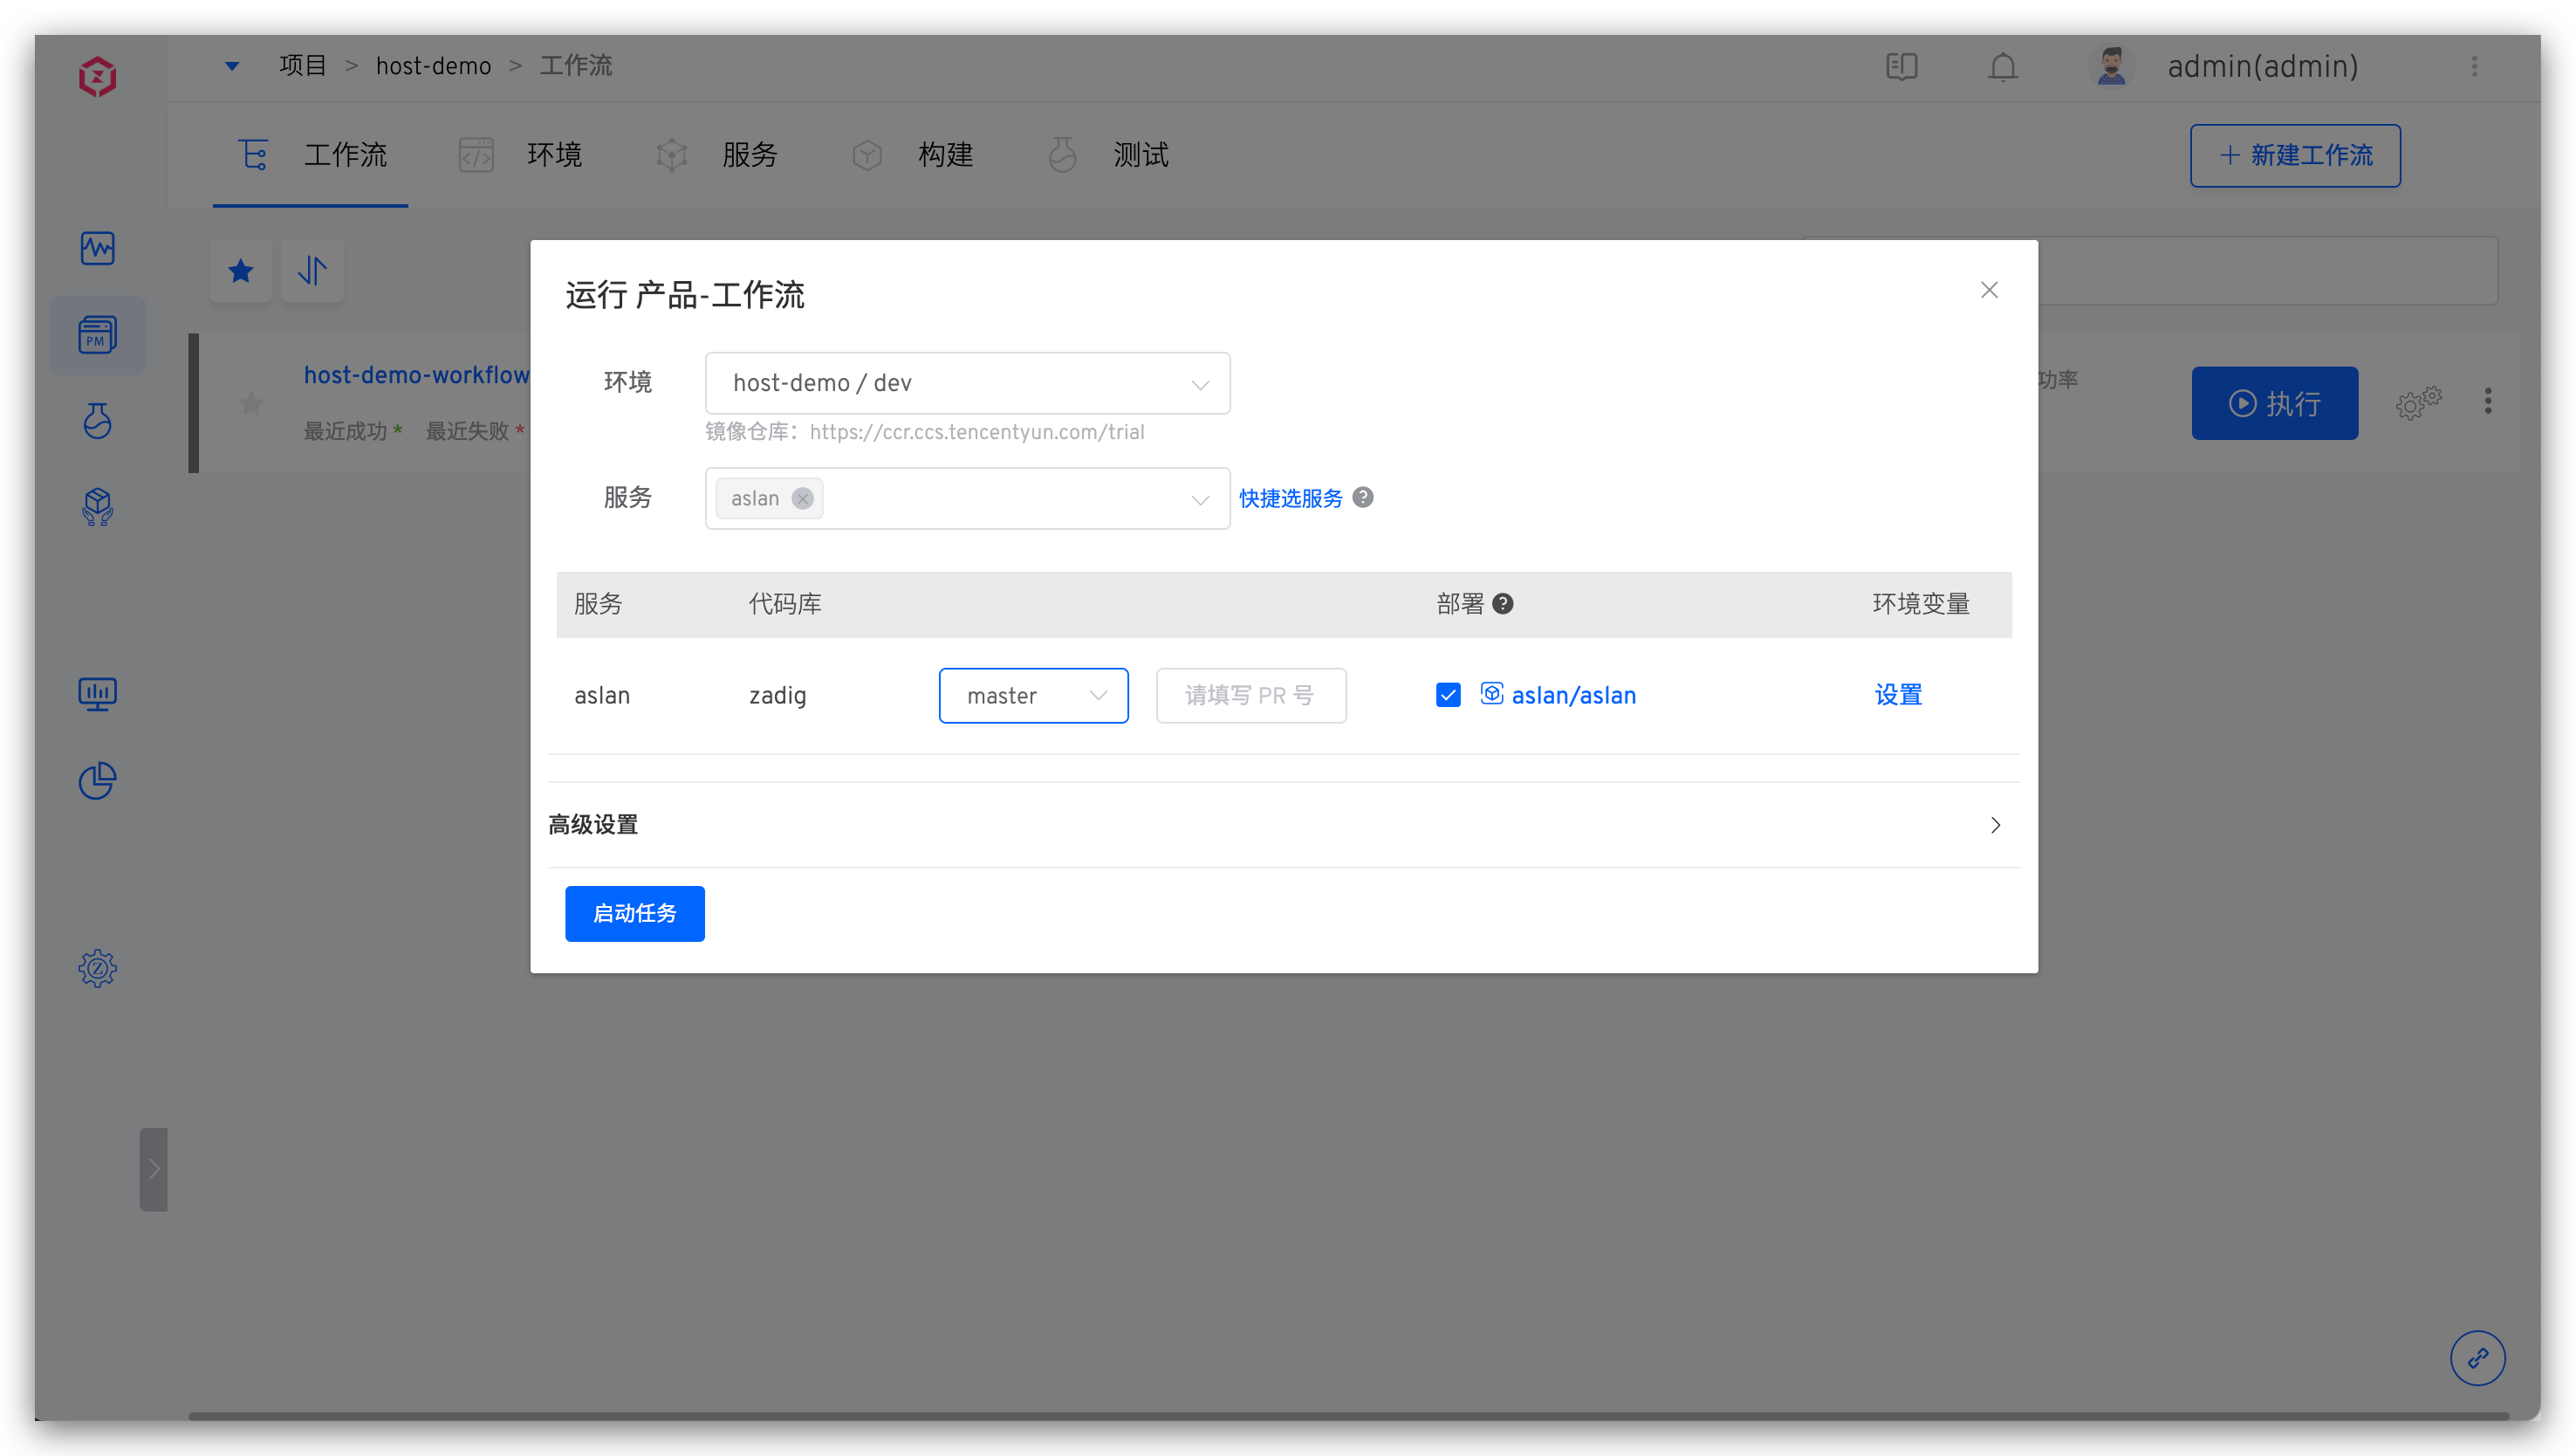 项目 > host-demo > 工作流
admin(admin)
工作流 环境 服务 构建 测试
+ 新建工作流
PM
host-demo-workflow
最近成功 * 最近失败 *
功率
执行
运行 产品-工作流
环境 host-demo / dev
镜像仓库：https://ccr.ccs.tencentyun.com/trial
服务 aslan 快捷选服务 ?
服务 代码库 部署 ? 环境变量
aslan zadig master 请填写 PR 号 aslan/aslan 设置
高级设置
启动任务
Z